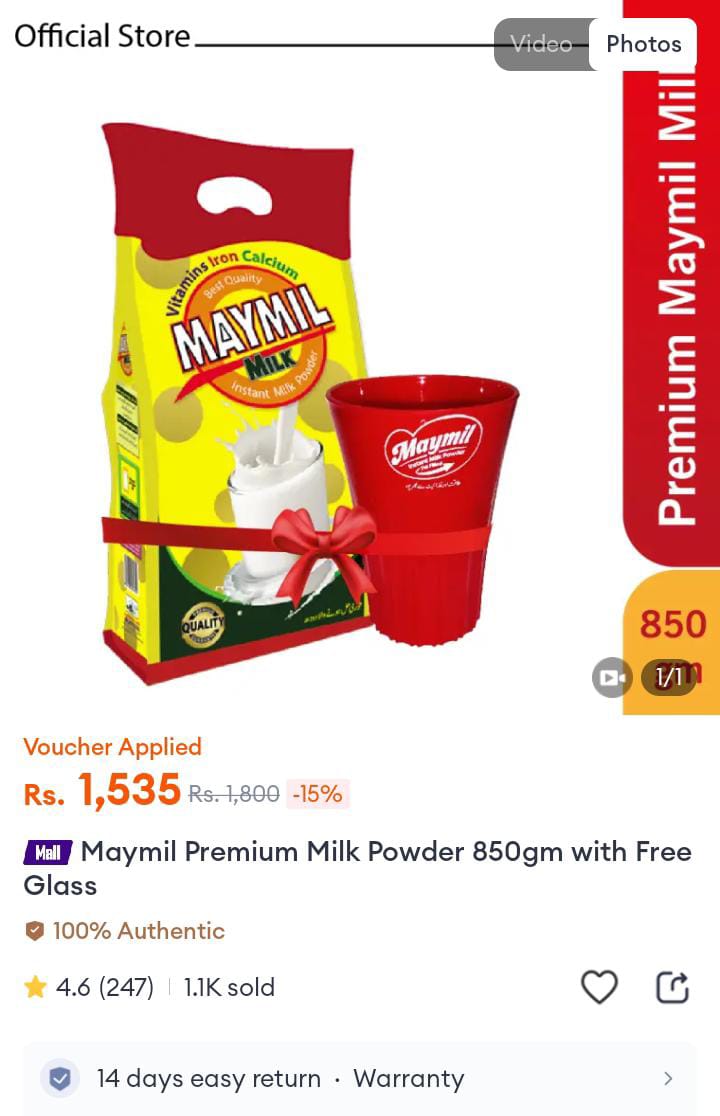 Official Store
Video
Photos
Premium Maymil Mil
850
gm
1/1
Vitamins Iron Calcium
Best Quality
MAYMIL
MILK
Instant Milk Powder
Maymil
Instant Milk Powder
QUALITY
Voucher Applied
Rs. 1,535 Rs. 1,800 -15%
Mall Maymil Premium Milk Powder 850gm with Free
Glass
100% Authentic
4.6 (247) | 1.1K sold
14 days easy return · Warranty